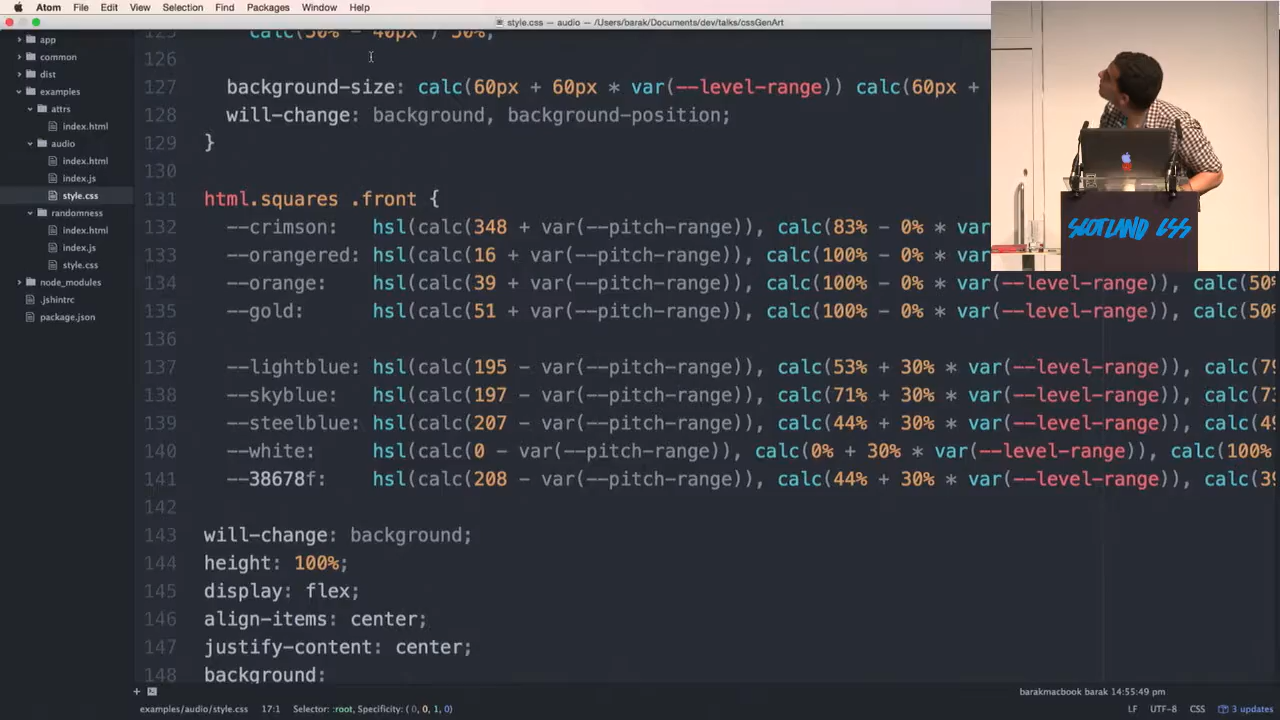 Atom File Edit View Selection Find Packages Window Help
style.css — audio — /Users/barak/Documents/dev/talks/cssGenArt
app
common
dist
examples
attrs
index.html
audio
index.html
index.js
style.css
randomness
index.html
index.js
style.css
node_modules
.jshintrc
package.json
125 calc(50% - 40px ) 50%,
126
127 background-size: calc(60px + 60px * var(--level-range)) calc(60px +
128 will-change: background, background-position;
129 }
130
131 html.squares .front {
132 --crimson: hsl(calc(348 + var(--pitch-range)), calc(83% - 0% * var
133 --orangered: hsl(calc(16 + var(--pitch-range)), calc(100% - 0% * va
134 --orange: hsl(calc(39 + var(--pitch-range)), calc(100% - 0% * var(--level-range)), calc(50%
135 --gold: hsl(calc(51 + var(--pitch-range)), calc(100% - 0% * var(--level-range)), calc(50%
136
137 --lightblue: hsl(calc(195 - var(--pitch-range)), calc(53% + 30% * var(--level-range)), calc(79
138 --skyblue: hsl(calc(197 - var(--pitch-range)), calc(71% + 30% * var(--level-range)), calc(73
139 --steelblue: hsl(calc(207 - var(--pitch-range)), calc(44% + 30% * var(--level-range)), calc(49
140 --white: hsl(calc(0 - var(--pitch-range)), calc(0% + 30% * var(--level-range)), calc(100%
141 --38678f: hsl(calc(208 - var(--pitch-range)), calc(44% + 30% * var(--level-range)), calc(39
142
143 will-change: background;
144 height: 100%;
145 display: flex;
146 align-items: center;
147 justify-content: center;
148 background:
SCOTLAND CSS
barakmacbook barak 14:55:49 pm
examples/audio/style.css 17:1 Selector: :root, Specificity: ( 0, 0, 1, 0) LF UTF-8 CSS 3 updates